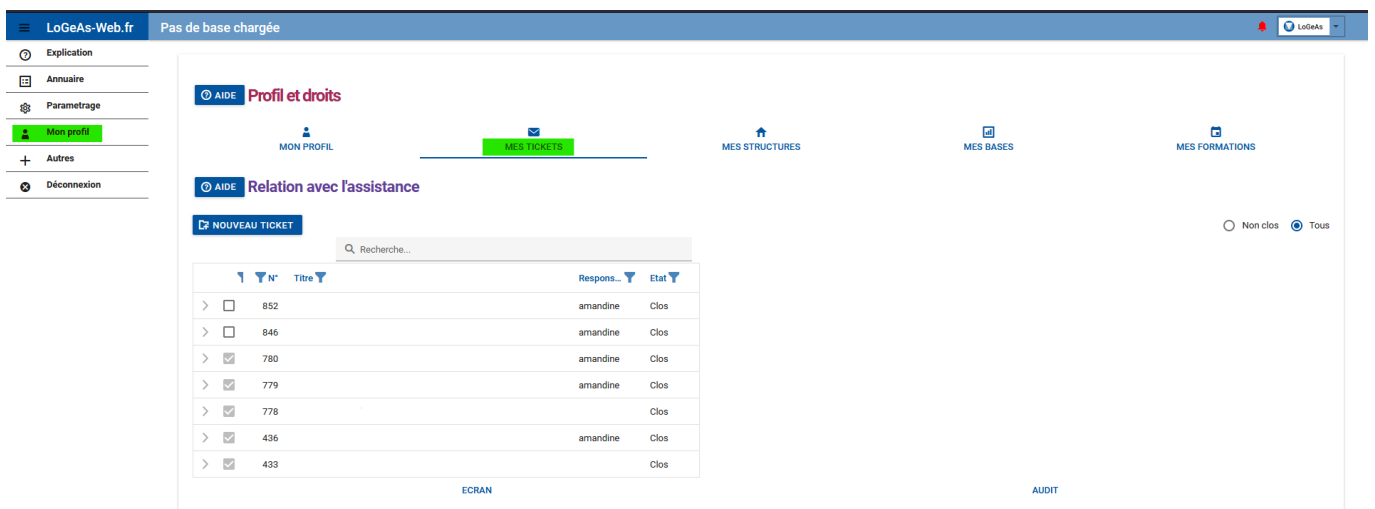 LoGeAs-Web.fr Pas de base chargée LoGeAs
Explication
Annuaire
Parametrage
Mon profil
Autres
Déconnexion
AIDE Profil et droits
MON PROFIL MES TICKETS MES STRUCTURES MES BASES MES FORMATIONS
AIDE Relation avec l'assistance
NOUVEAU TICKET Non clos Tous
Recherche...
N° Titre Respons... Etat
852 amandine Clos
846 amandine Clos
780 amandine Clos
779 amandine Clos
778 Clos
436 amandine Clos
433 Clos
ECRAN AUDIT